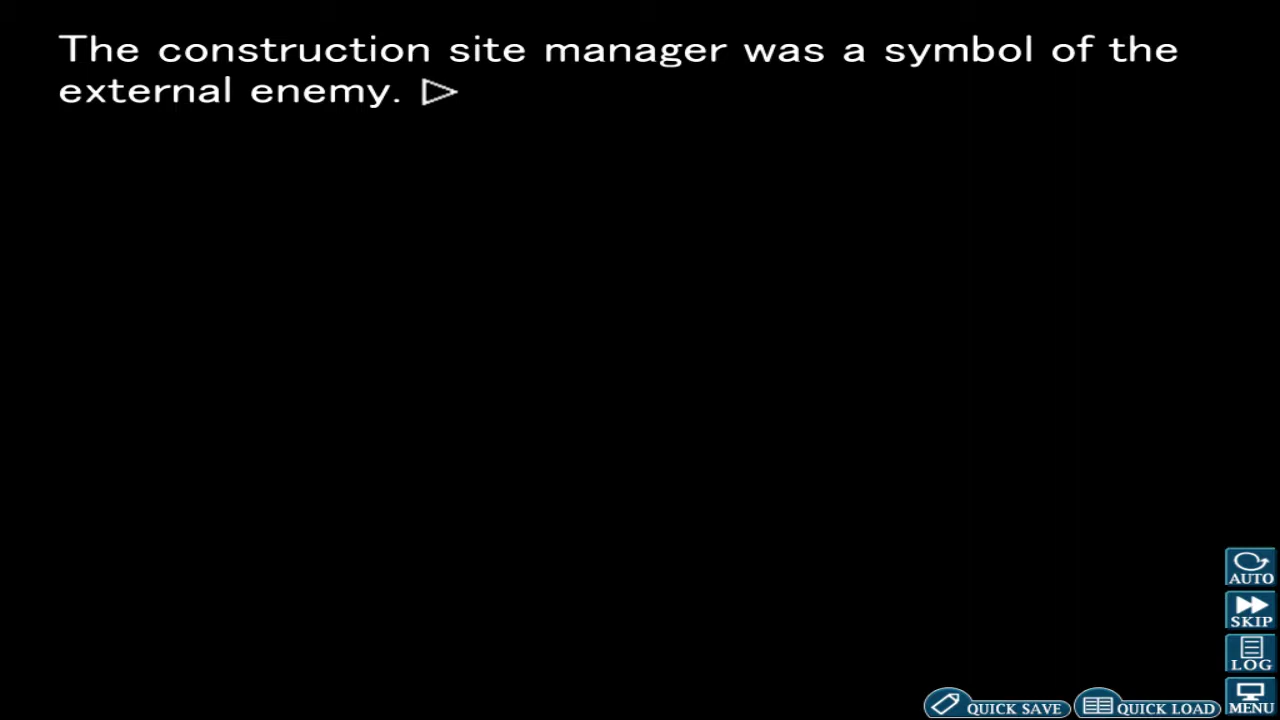 The construction site manager was a symbol of the
external enemy.
AUTO
SKIP
LOG
QUICK SAVE
QUICK LOAD
MENU